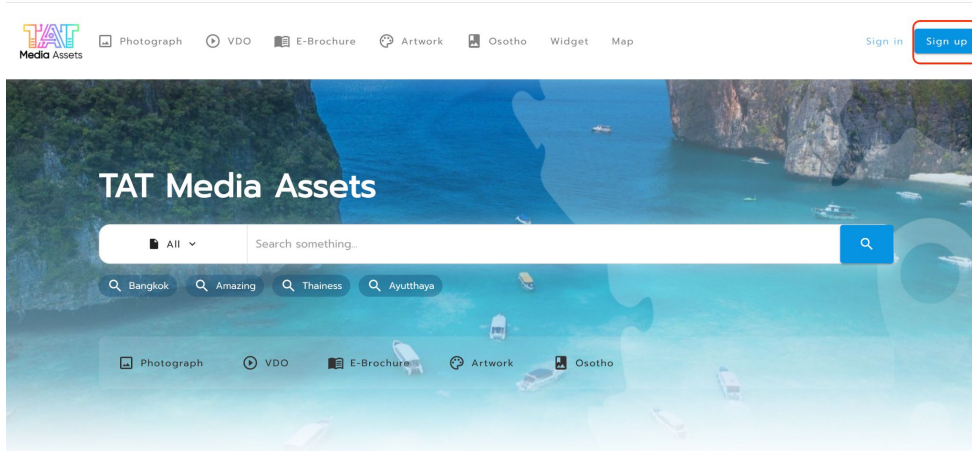 TAT
Media Assets
Photograph VDO E-Brochure Artwork Osotho Widget Map Sign in Sign up
TAT Media Assets
All Search something...
Bangkok Amazing Thainess Ayutthaya
Photograph VDO E-Brochure Artwork Osotho